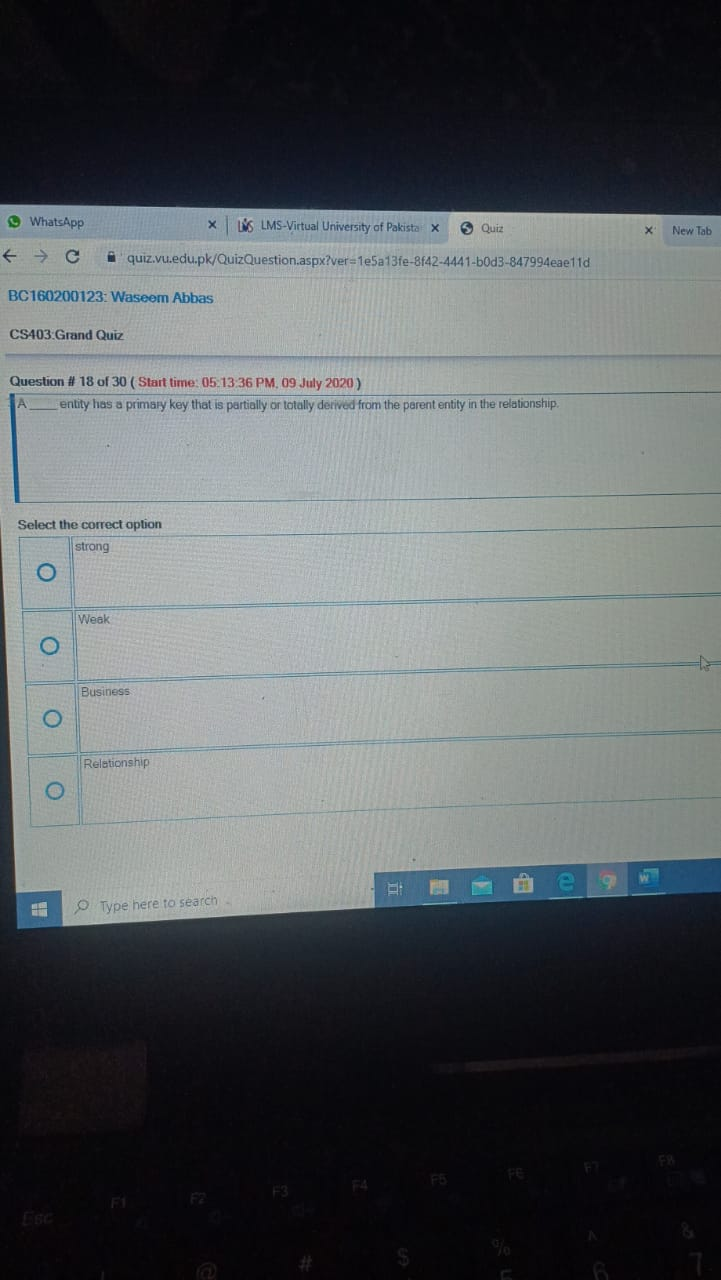 WhatsApp × LMS-Virtual University of Pakista × Quiz × New Tab
quiz.vu.edu.pk/QuizQuestion.aspx?ver=1e5a13fe-8f42-4441-b0d3-847994eae11d
BC160200123: Waseem Abbas
CS403:Grand Quiz
Question # 18 of 30 ( Start time: 05:13:36 PM, 09 July 2020 )
A ____ entity has a primary key that is partially or totally derived from the parent entity in the relationship.
Select the correct option
strong
Weak
Business
Relationship
Type here to search
Esc F1 F2 F3 F4 F5 F6 F7 F8
@ # $ % ^ &
6 7